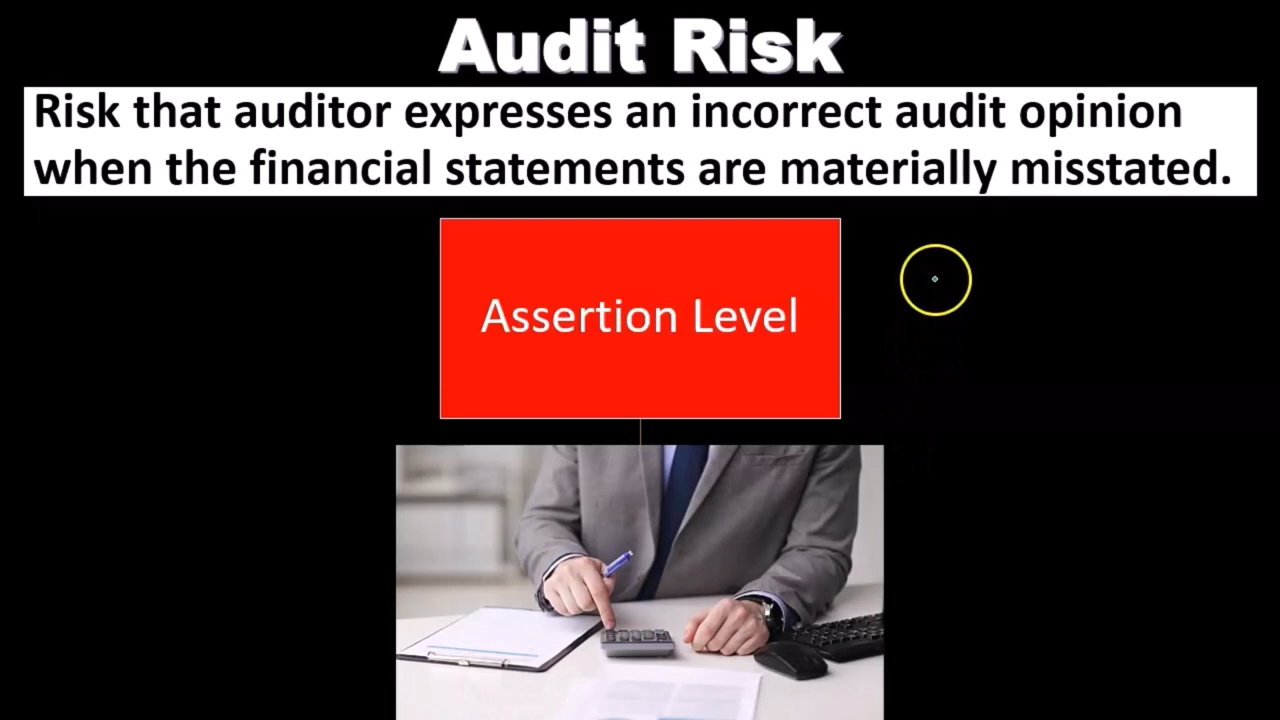 Audit Risk
Risk that auditor expresses an incorrect audit opinion
when the financial statements are materially misstated.
Assertion Level